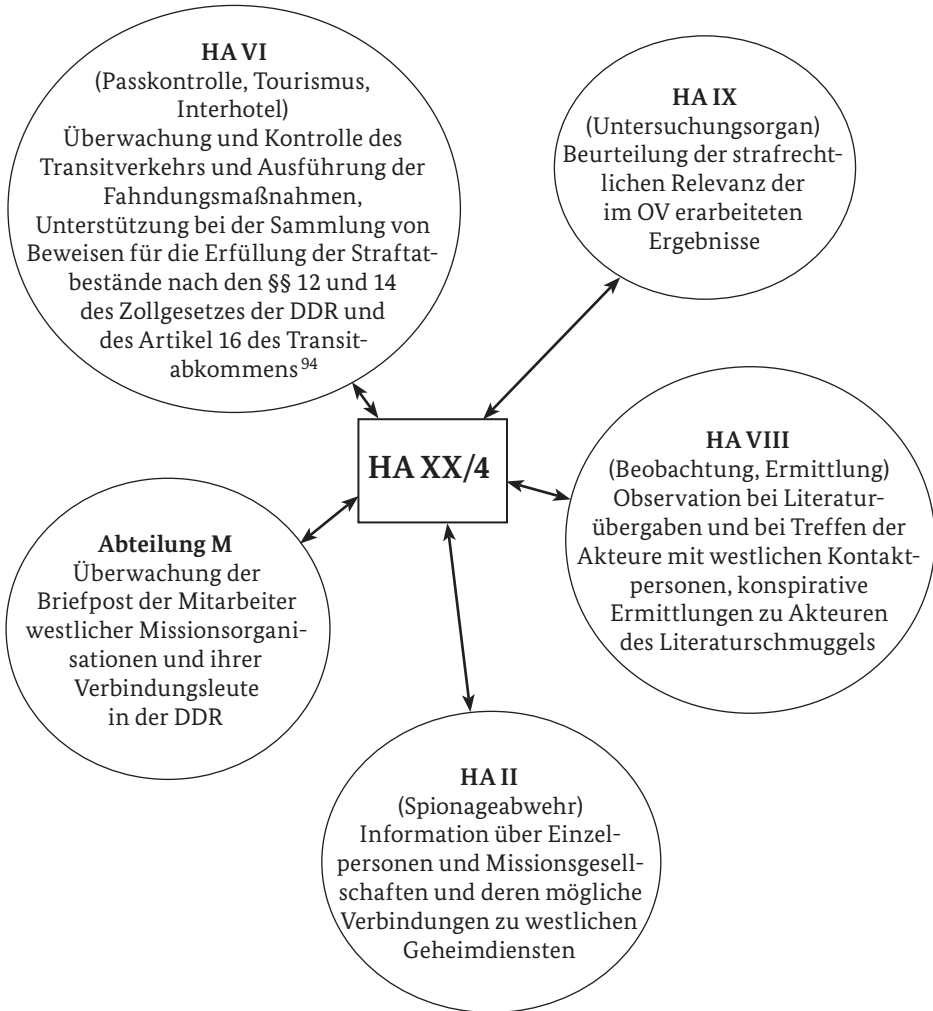 HA VI
(Passkontrolle, Tourismus,
Interhotel)
Überwachung und Kontrolle des
Transitverkehrs und Ausführung der
Fahndungsmaßnahmen,
Unterstützung bei der Sammlung von
Beweisen für die Erfüllung der Straftat-
bestände nach den §§ 12 und 14
des Zollgesetzes der DDR und
des Artikel 16 des Transit-
abkommens 94
HA IX
(Untersuchungsorgan)
Beurteilung der strafrecht-
lichen Relevanz der
im OV erarbeiteten
Ergebnisse
HA XX/4
HA VIII
(Beobachtung, Ermittlung)
Observation bei Literatur-
übergaben und bei Treffen der
Akteure mit westlichen Kontakt-
personen, konspirative
Ermittlungen zu Akteuren
des Literaturschmuggels
Abteilung M
Überwachung der
Briefpost der Mitarbeiter
westlicher Missionsorgani-
sationen und ihrer
Verbindungsleute
in der DDR
HA II
(Spionageabwehr)
Information über Einzel-
personen und Missionsgesell-
schaften und deren mögliche
Verbindungen zu westlichen
Geheimdiensten